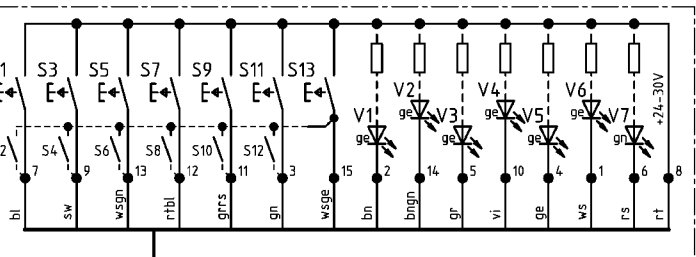 1 S3 S5 S7 S9 S11 S13
V1 V2 V3 V4 V5 V6 V7
ge ge ge ge ge ge gn
+24-30V
2 S4 S6 S8 S10 S12
7 9 13 12 11 3 15 2 14 5 10 4 1 6 8
bl sw wsgn rtbl grrs gn wsge bn bngn gr vi ge ws rs rt